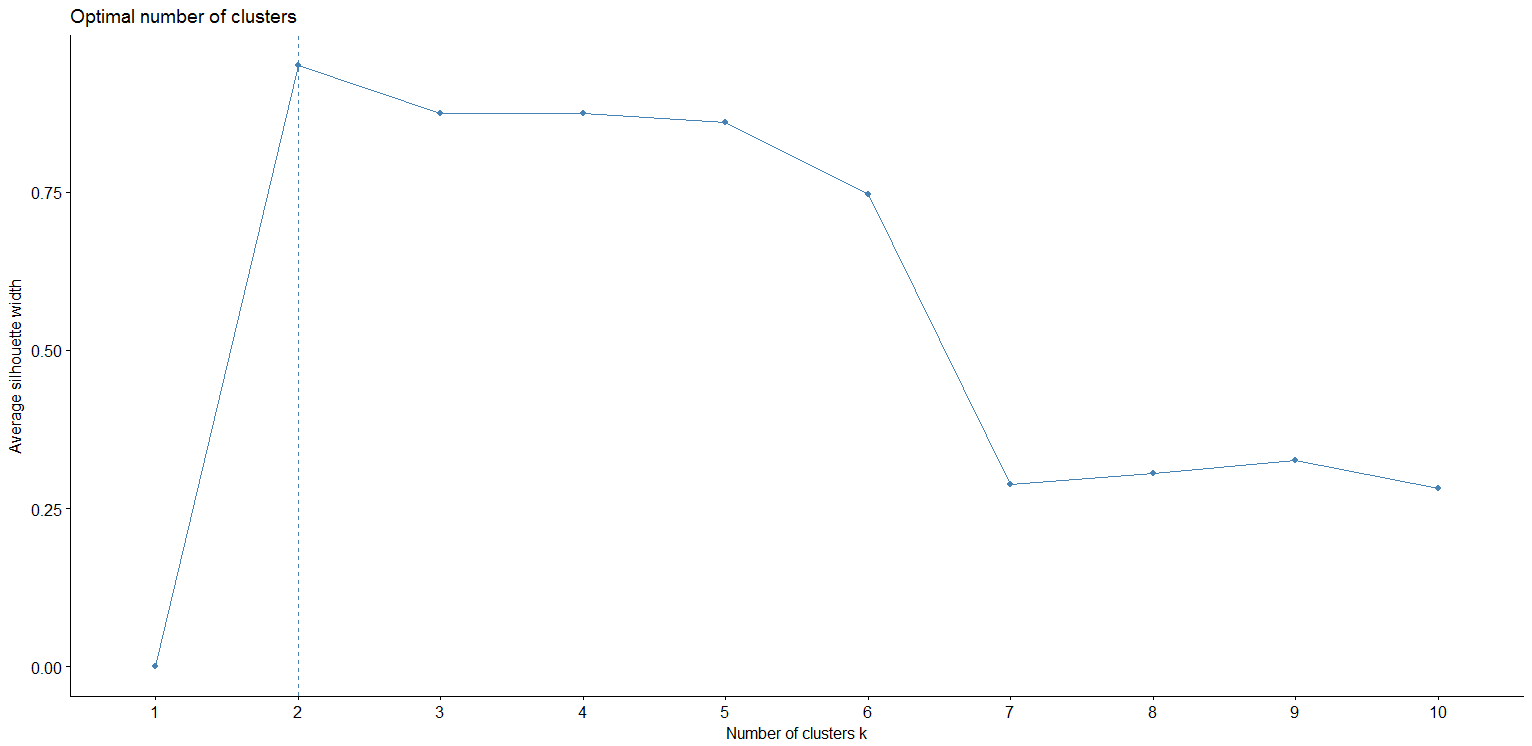 Optimal number of clusters
Average silhouette width
0.75
0.50
0.25
0.00
1 2 3 4 5 6 7 8 9 10
Number of clusters k